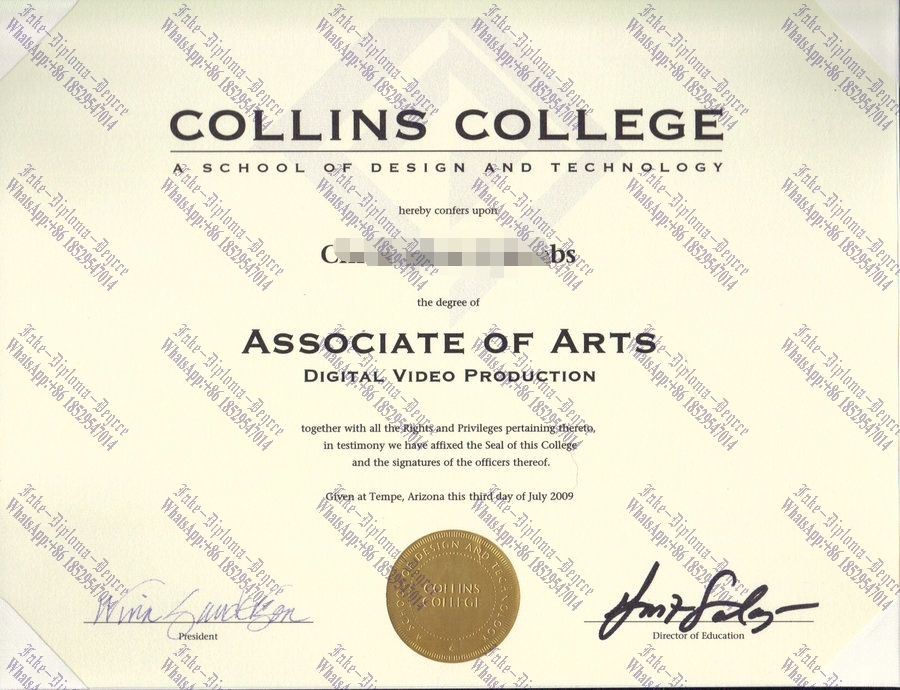 COLLINS COLLEGE
A SCHOOL OF DESIGN AND TECHNOLOGY
hereby confers upon
the degree of
ASSOCIATE OF ARTS
DIGITAL VIDEO PRODUCTION
together with all the Rights and Privileges pertaining thereto,
in testimony we have affixed the Seal of this College
and the signatures of the officers thereof.
Given at Tempe, Arizona this third day of July 2009
DESIGN AND TECHNOLOGY
COLLINS
COLLEGE
President
Director of Education
Fake-Diploma-Degree
WhatsApp:+86 18529547014